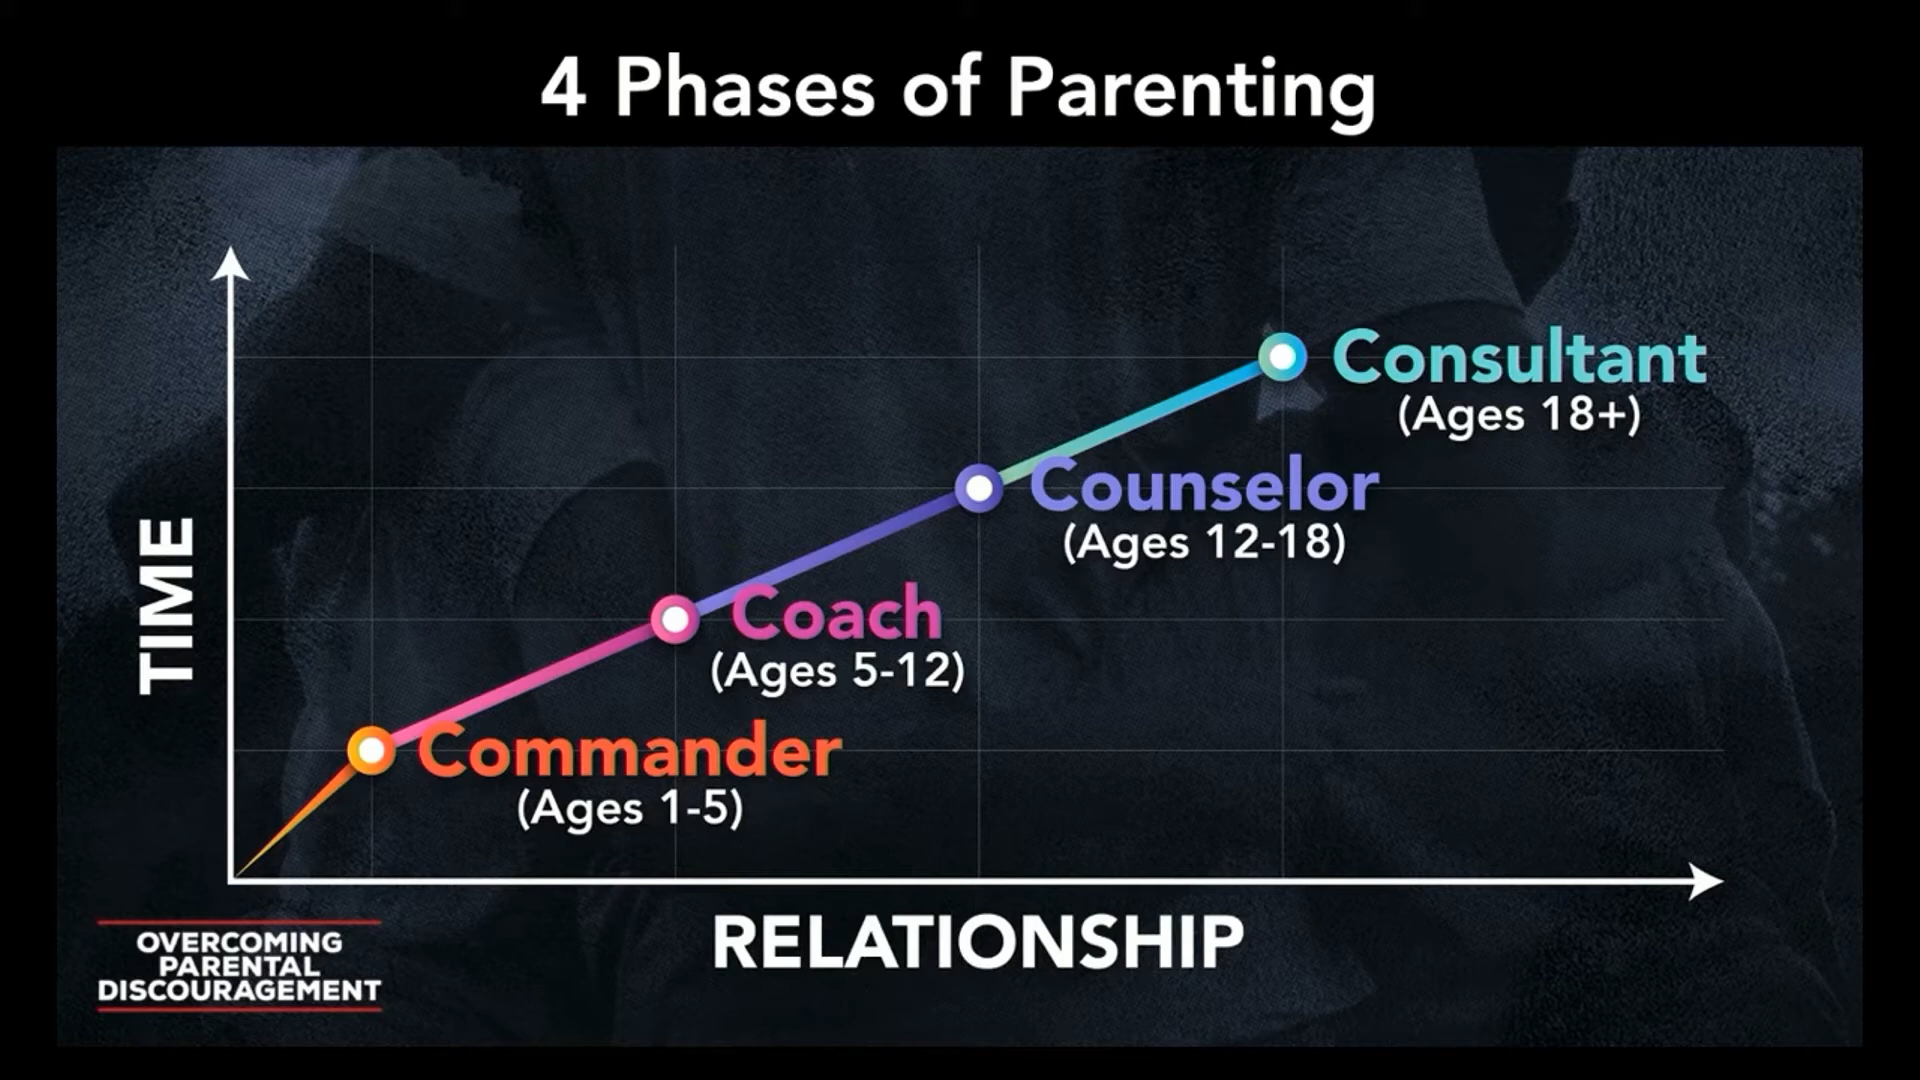 4 Phases of Parenting
Consultant
(Ages 18+)
Counselor
(Ages 12-18)
TIME
Coach
(Ages 5-12)
Commander
(Ages 1-5)
RELATIONSHIP
OVERCOMING
PARENTAL
DISCOURAGEMENT